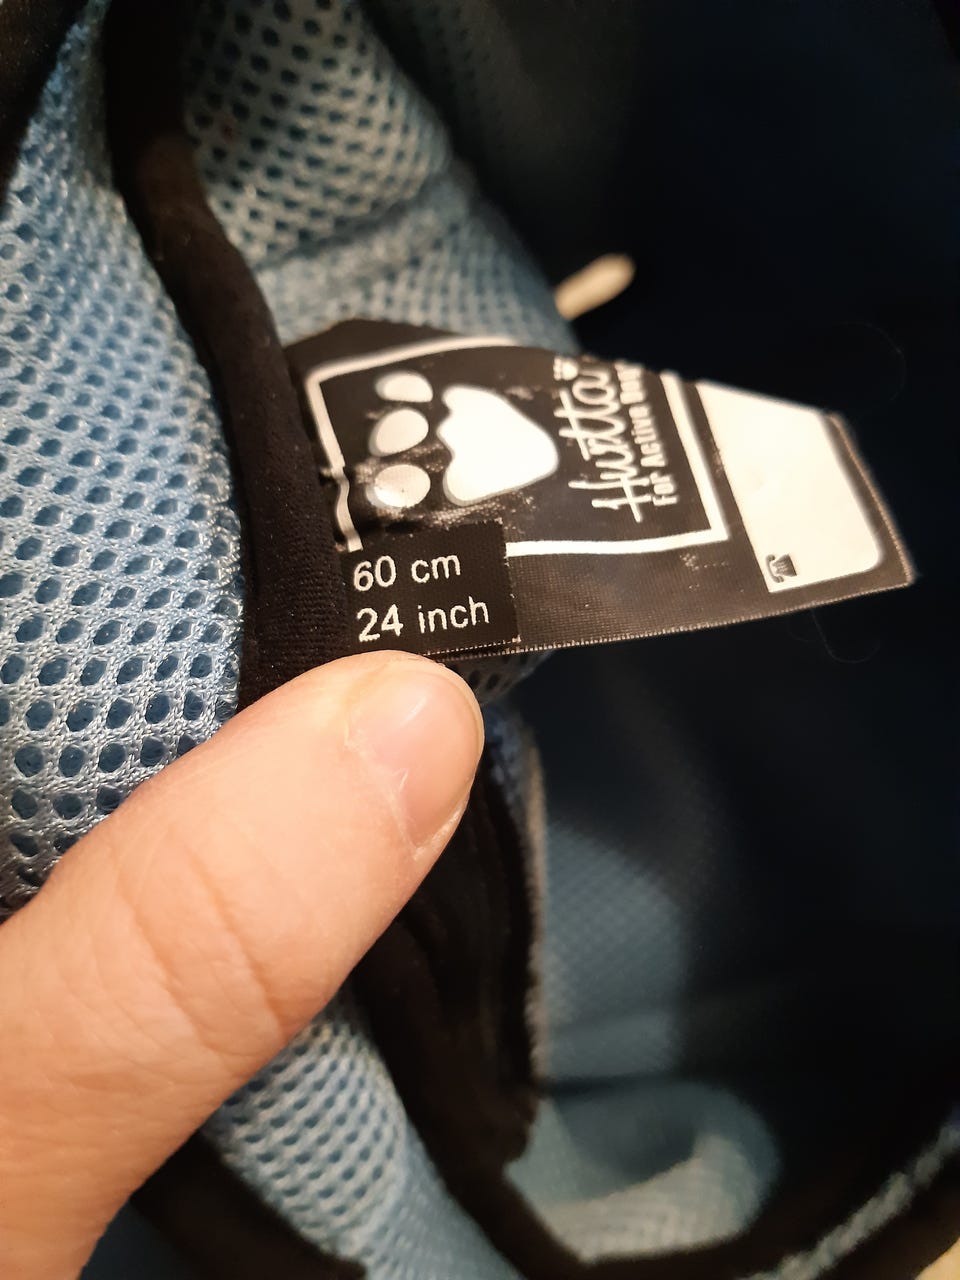 Hurtta
For Active Dogs
60 cm
24 inch